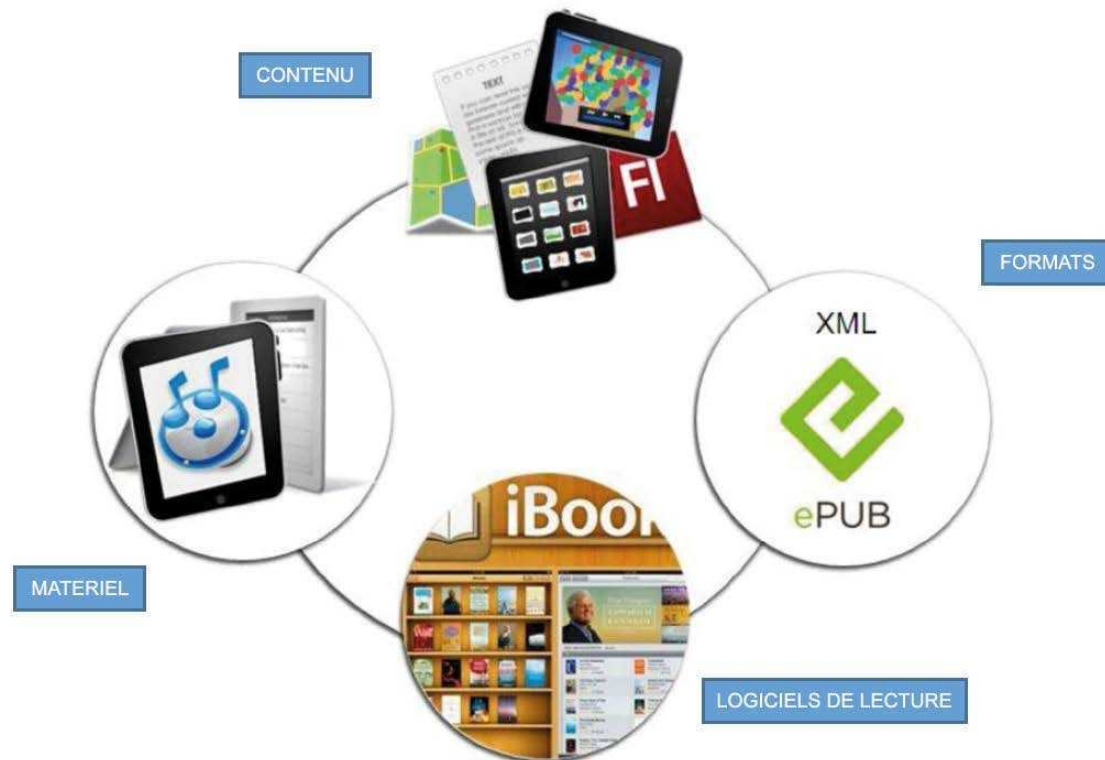 CONTENU
TEXT
Fl
FORMATS
XML
ePUB
MATERIEL
iBoo
LOGICIELS DE LECTURE